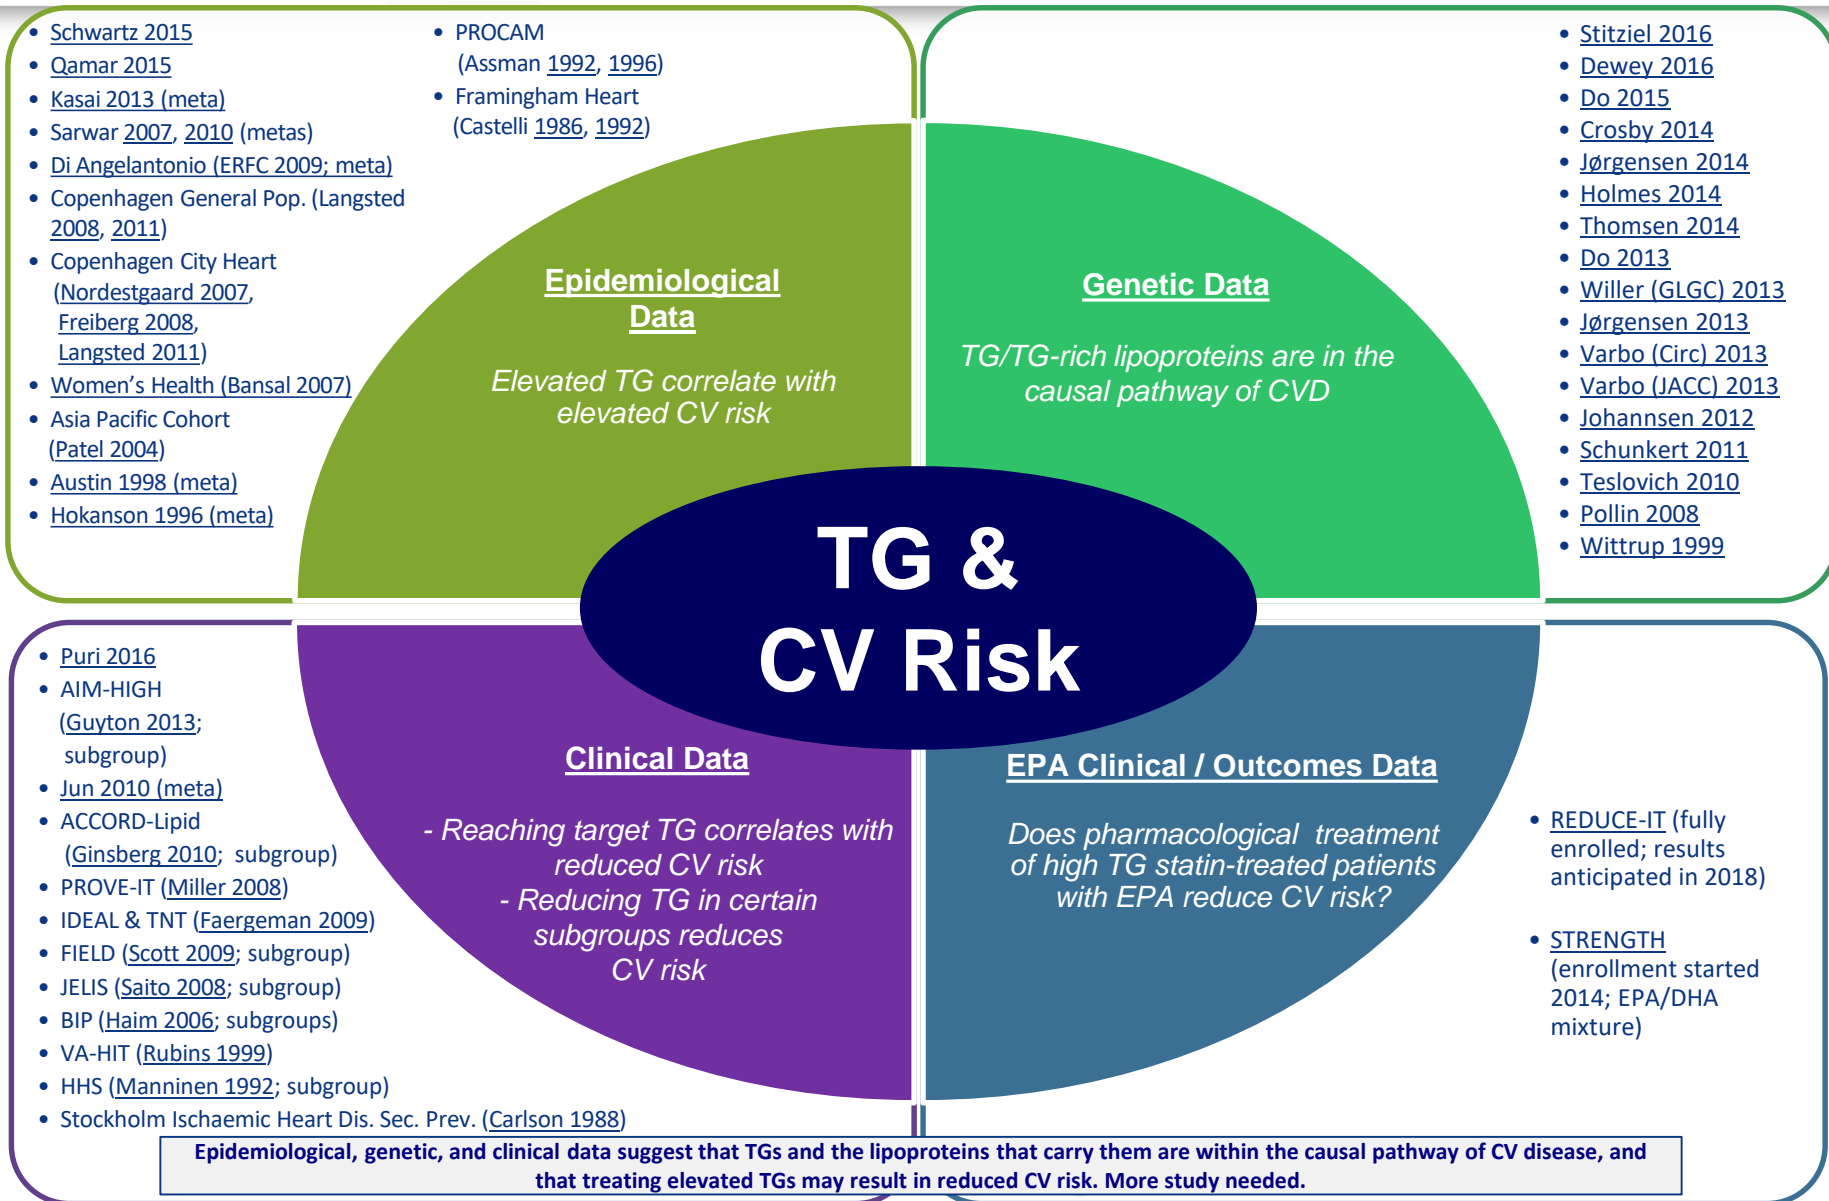 • Schwartz 2015
• Qamar 2015
• Kasai 2013 (meta)
• Sarwar 2007, 2010 (metas)
• Di Angelantonio (ERFC 2009; meta)
• Copenhagen General Pop. (Langsted
2008, 2011)
• Copenhagen City Heart
(Nordestgaard 2007,
Freiberg 2008,
Langsted 2011)
• Women’s Health (Bansal 2007)
• Asia Pacific Cohort
(Patel 2004)
• Austin 1998 (meta)
• Hokanson 1996 (meta)
• PROCAM
(Assman 1992, 1996)
• Framingham Heart
(Castelli 1986, 1992)
Epidemiological
Data
Elevated TG correlate with
elevated CV risk
Genetic Data
TG/TG-rich lipoproteins are in the
causal pathway of CVD
• Stitziel 2016
• Dewey 2016
• Do 2015
• Crosby 2014
• Jørgensen 2014
• Holmes 2014
• Thomsen 2014
• Do 2013
• Willer (GLGC) 2013
• Jørgensen 2013
• Varbo (Circ) 2013
• Varbo (JACC) 2013
• Johannsen 2012
• Schunkert 2011
• Teslovich 2010
• Pollin 2008
• Wittrup 1999
TG &
CV Risk
• Puri 2016
• AIM-HIGH
(Guyton 2013;
subgroup)
• Jun 2010 (meta)
• ACCORD-Lipid
(Ginsberg 2010; subgroup)
• PROVE-IT (Miller 2008)
• IDEAL & TNT (Faergeman 2009)
• FIELD (Scott 2009; subgroup)
• JELIS (Saito 2008; subgroup)
• BIP (Haim 2006; subgroups)
• VA-HIT (Rubins 1999)
• HHS (Manninen 1992; subgroup)
• Stockholm Ischaemic Heart Dis. Sec. Prev. (Carlson 1988)
Clinical Data
- Reaching target TG correlates with
reduced CV risk
- Reducing TG in certain
subgroups reduces
CV risk
EPA Clinical / Outcomes Data
Does pharmacological treatment
of high TG statin-treated patients
with EPA reduce CV risk?
• REDUCE-IT (fully
enrolled; results
anticipated in 2018)
• STRENGTH
(enrollment started
2014; EPA/DHA
mixture)
Epidemiological, genetic, and clinical data suggest that TGs and the lipoproteins that carry them are within the causal pathway of CV disease, and
that treating elevated TGs may result in reduced CV risk. More study needed.